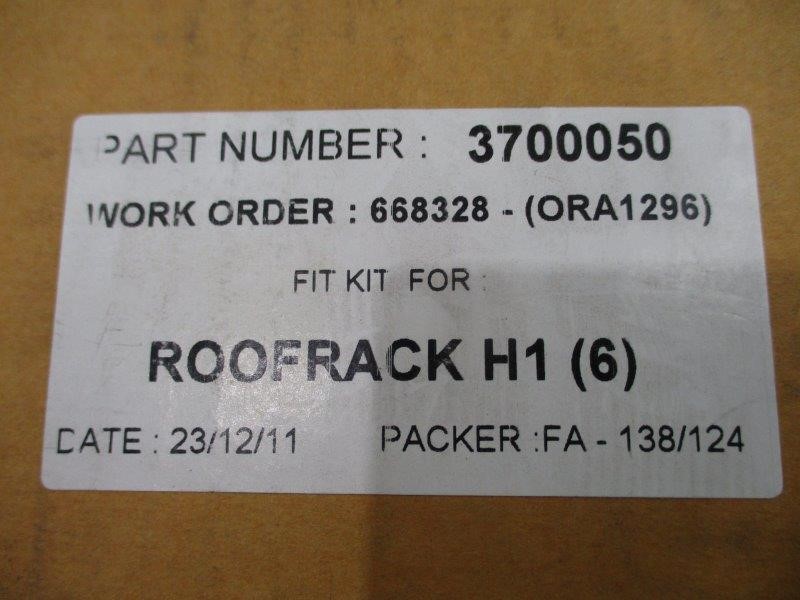 PART NUMBER : 3700050
WORK ORDER : 668328 - (ORA1296)
FIT KIT FOR :
ROOFRACK H1 (6)
DATE : 23/12/11 PACKER :FA - 138/124